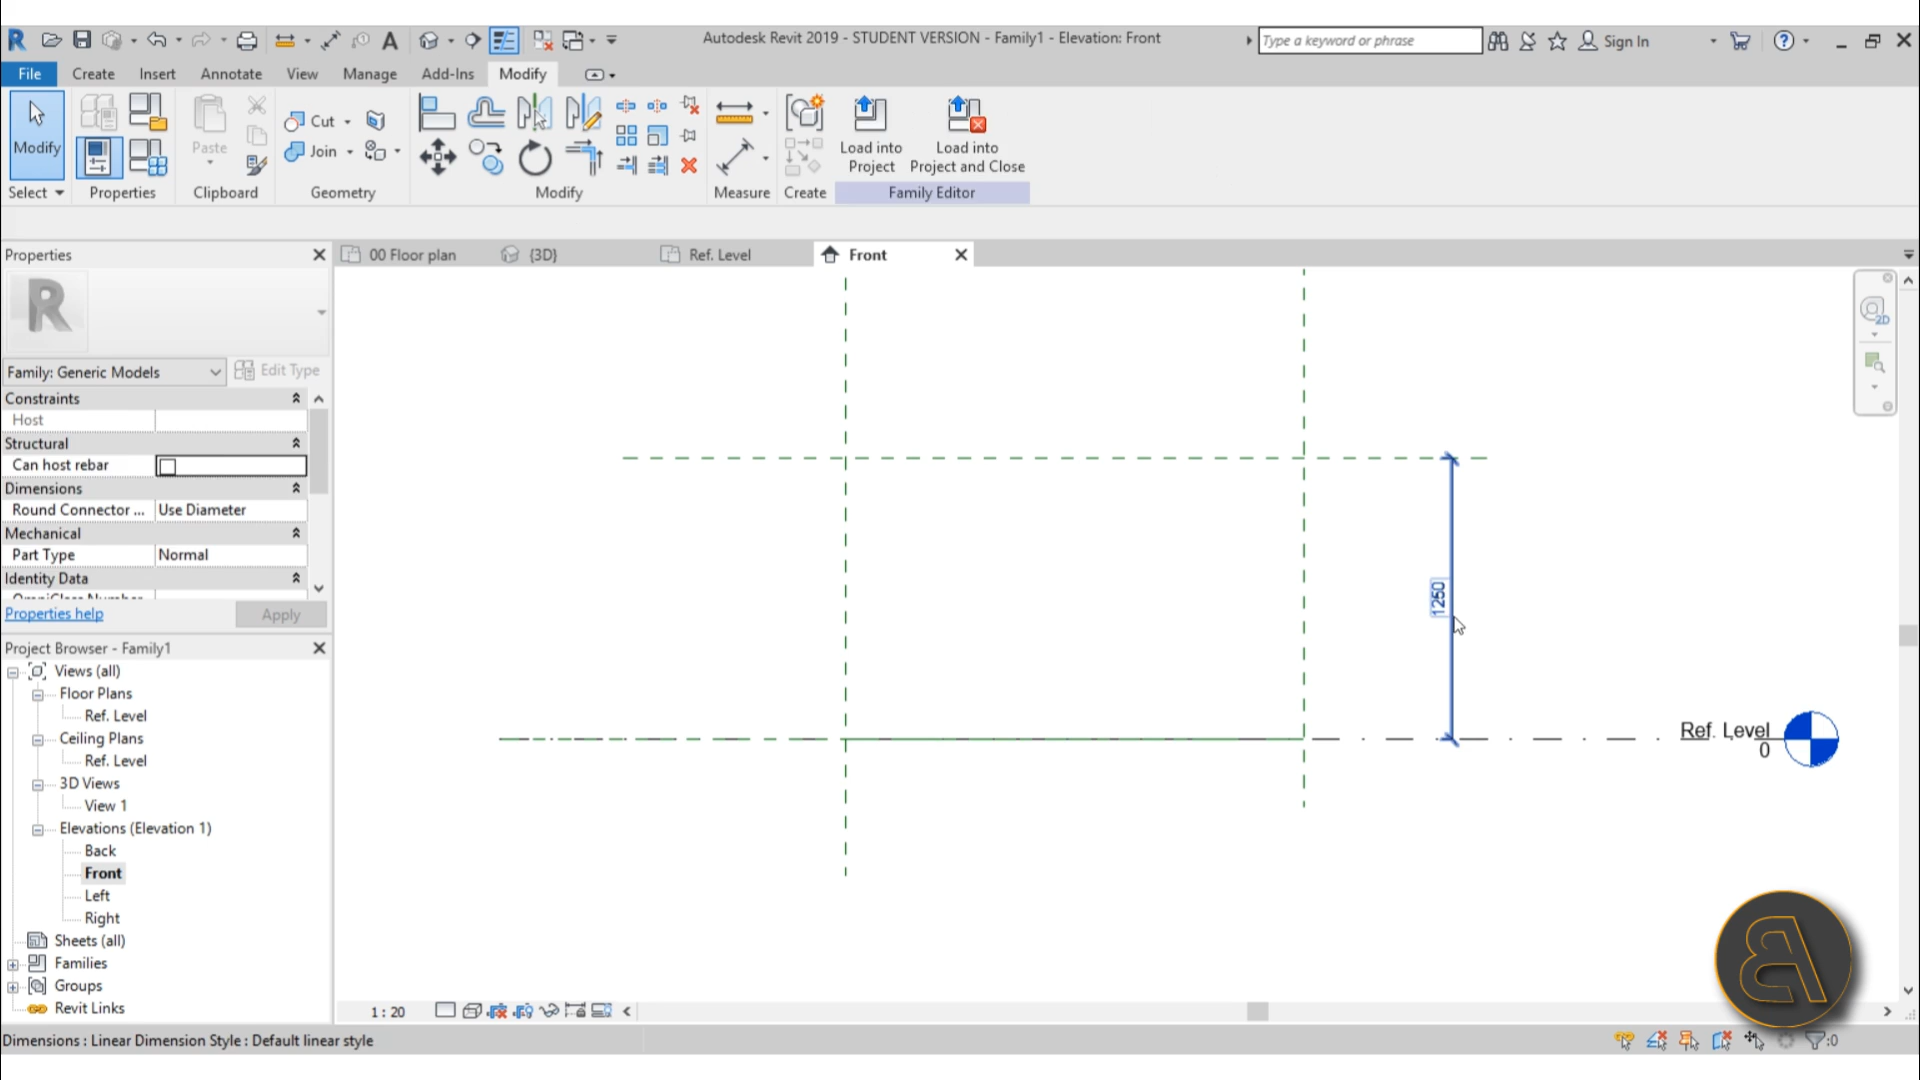 Autodesk Revit 2019 - STUDENT VERSION - Family1 - Elevation: Front
Type a keyword or phrase
Sign In
File Create Insert Annotate View Manage Add-Ins Modify
Modify
Paste
Cut
Join
Load into Project
Load into Project and Close
Select Properties Clipboard Geometry Modify Measure Create Family Editor
Properties
00 Floor plan {3D} Ref. Level Front
2D
Family: Generic Models Edit Type
Constraints
Host
Structural
Can host rebar
Dimensions
Round Connector ... Use Diameter
Mechanical
Part Type Normal
Identity Data
Properties help Apply
1250
Ref. Level
0
Project Browser - Family1
Views (all)
Floor Plans
Ref. Level
Ceiling Plans
Ref. Level
3D Views
View 1
Elevations (Elevation 1)
Back
Front
Left
Right
Sheets (all)
Families
Groups
Revit Links
1 : 20
Dimensions : Linear Dimension Style : Default linear style
:0